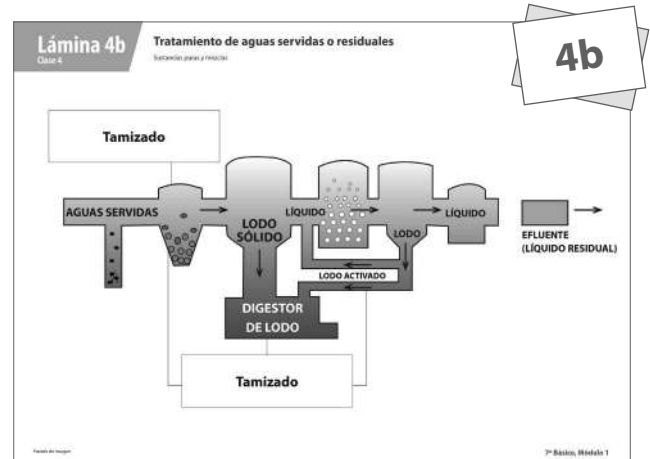 Lámina 4b
Clase 4
Tratamiento de aguas servidas o residuales
Sustancias puras y mezclas
4b
Tamizado
AGUAS SERVIDAS
LODO
SÓLIDO
LÍQUIDO
LODO
LÍQUIDO
EFLUENTE
(LÍQUIDO RESIDUAL)
LODO ACTIVADO
DIGESTOR
DE LODO
Tamizado
7º Básico, Módulo 1